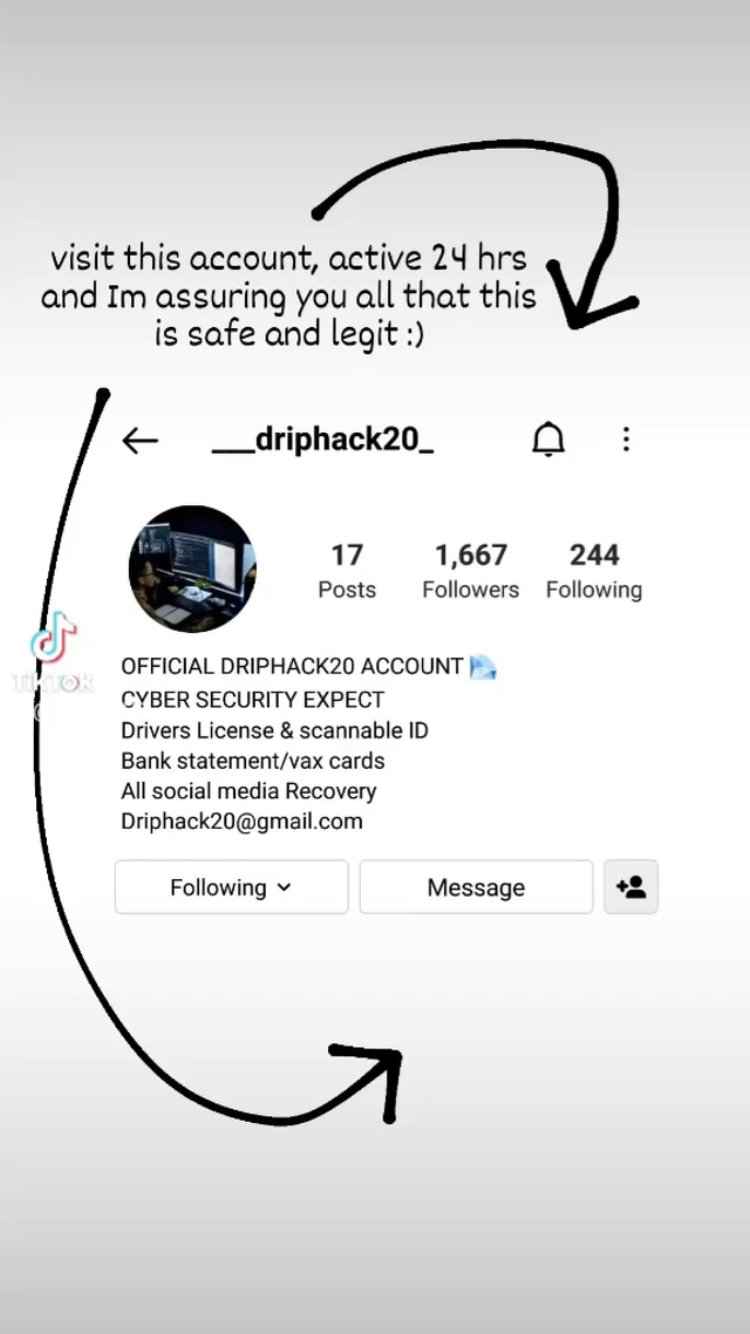 visit this account, active 24 hrs
and Im assuring you all that this
is safe and legit :)
___driphack20_
17
1,667
244
Posts
Followers
Following
OFFICIAL DRIPHACK20 ACCOUNT
CYBER SECURITY EXPECT
Drivers License & scannable ID
Bank statement/vax cards
All social media Recovery
Driphack20@gmail.com
Following
Message
TikTok